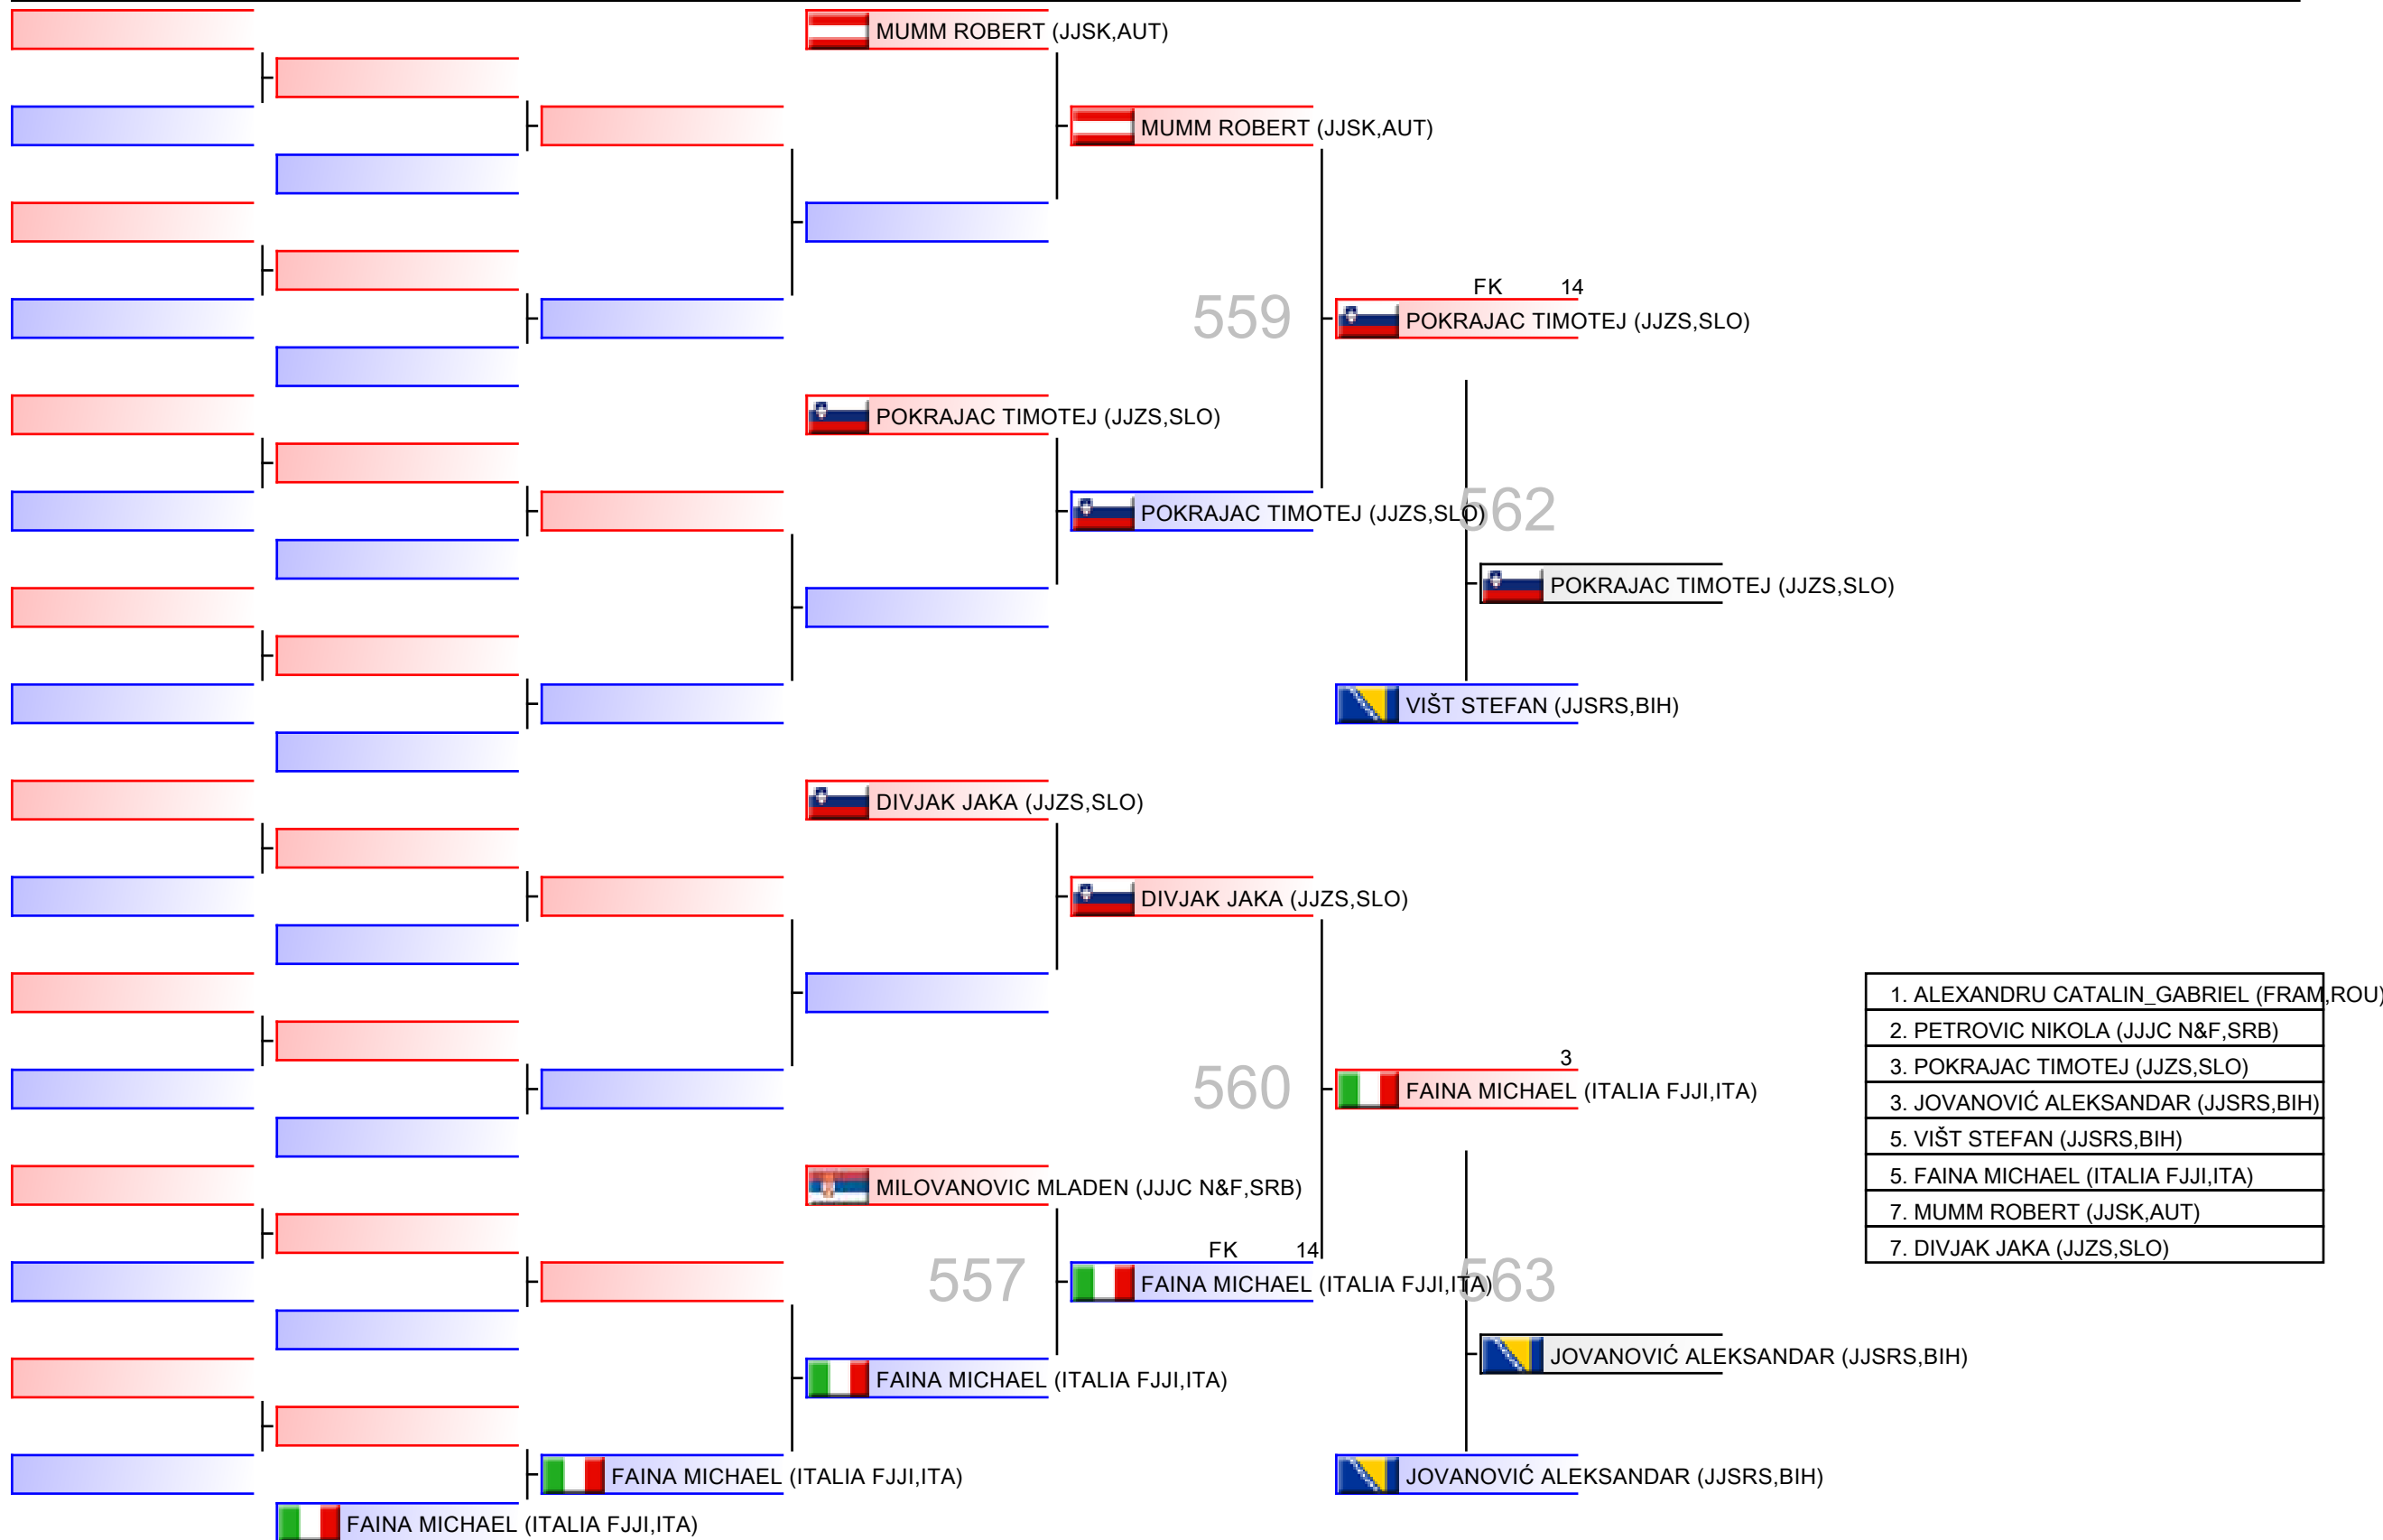 MUMM ROBERT (JJSK,AUT)
MUMM ROBERT (JJSK,AUT)
FK 14
559
POKRAJAC TIMOTEJ (JJZS,SLO)
POKRAJAC TIMOTEJ (JJZS,SLO)
POKRAJAC TIMOTEJ (JJZS,SLO)
562
POKRAJAC TIMOTEJ (JJZS,SLO)
VIŠT STEFAN (JJSRS,BIH)
DIVJAK JAKA (JJZS,SLO)
DIVJAK JAKA (JJZS,SLO)
1. ALEXANDRU CATALIN_GABRIEL (FRAM,ROU)
2. PETROVIC NIKOLA (JJJC N&F,SRB)
3. POKRAJAC TIMOTEJ (JJZS,SLO)
3. JOVANOVIĆ ALEKSANDAR (JJSRS,BIH)
5. VIŠT STEFAN (JJSRS,BIH)
5. FAINA MICHAEL (ITALIA FJJI,ITA)
7. MUMM ROBERT (JJSK,AUT)
7. DIVJAK JAKA (JJZS,SLO)
3
560
FAINA MICHAEL (ITALIA FJJI,ITA)
MILOVANOVIC MLADEN (JJJC N&F,SRB)
FK 14
557
FAINA MICHAEL (ITALIA FJJI,ITA)
563
JOVANOVIĆ ALEKSANDAR (JJSRS,BIH)
FAINA MICHAEL (ITALIA FJJI,ITA)
FAINA MICHAEL (ITALIA FJJI,ITA)
JOVANOVIĆ ALEKSANDAR (JJSRS,BIH)
FAINA MICHAEL (ITALIA FJJI,ITA)